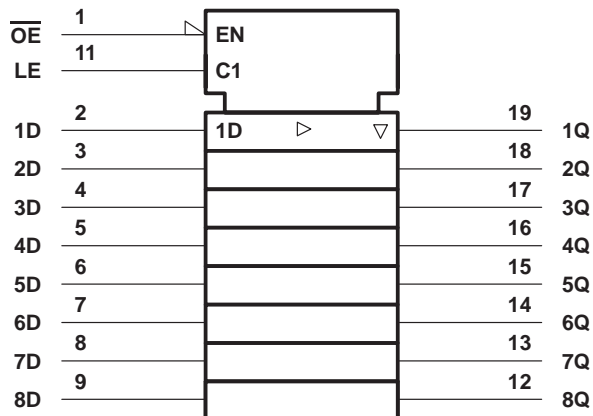 OE 1 EN
LE 11 C1
1D 2 1D 19 1Q
2D 3 18 2Q
3D 4 17 3Q
4D 5 16 4Q
5D 6 15 5Q
6D 7 14 6Q
7D 8 13 7Q
8D 9 12 8Q